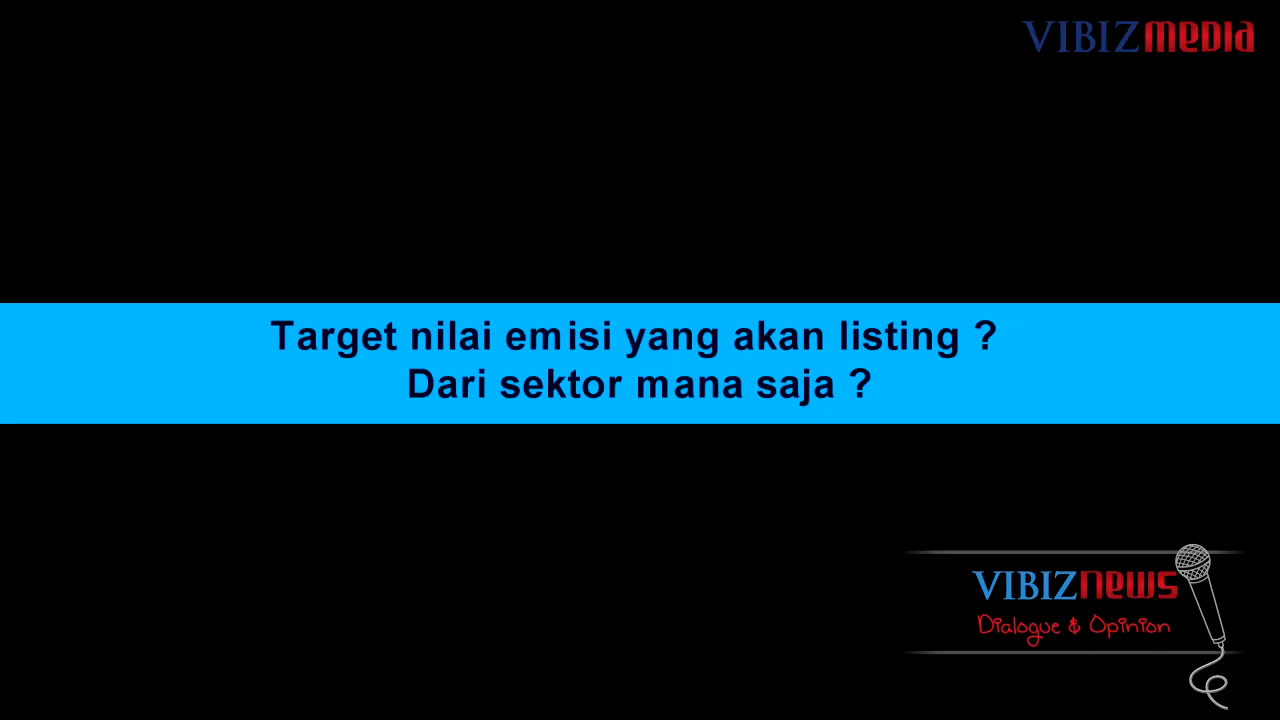 VIBIZMEDIA
Target nilai emisi yang akan listing ?
Dari sektor mana saja ?
VIBIZNEWS
Dialogue & Opinion